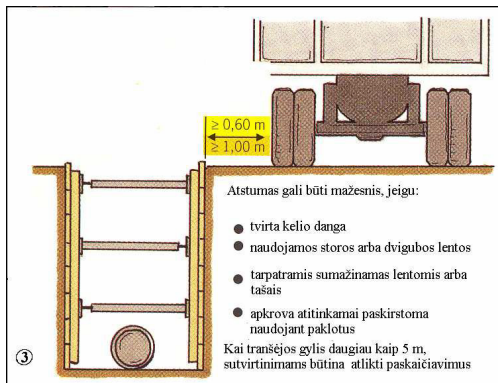 ≥ 0,60 m
≥ 1,00 m
Atstumas gali būti mažesnis, jeigu:
● tvirta kelio danga
● naudojamos storos arba dvigubos lentos
● tarpatramis sumažinamas lentomis arba
tašais
● apkrova atitinkamai paskirstoma
naudojant paklotus
Kai tranšėjos gylis daugiau kaip 5 m,
sutvirtinimams būtina atlikti paskaičiavimus
③